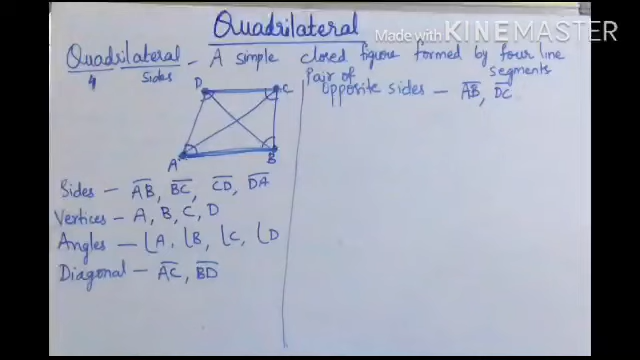 Quadrilateral
Made with KINEMASTER
Quadrilateral - A simple closed figure formed by four line segments
4 sides
D C
A B
Sides - AB, BC, CD, DA
Vertices - A, B, C, D
Angles - ∠A, ∠B, ∠C, ∠D
Diagonal - AC, BD
Pair of
opposite sides - AB, DC